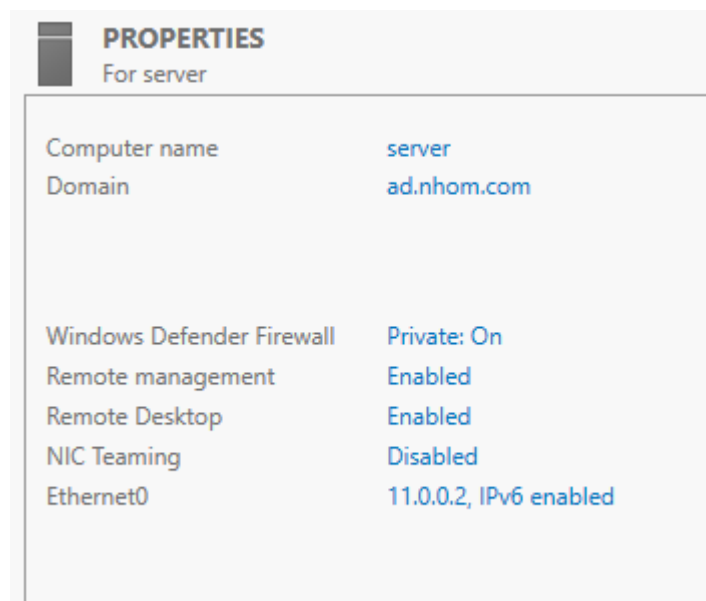 PROPERTIES
For server
Computer name server
Domain ad.nhom.com
Windows Defender Firewall Private: On
Remote management Enabled
Remote Desktop Enabled
NIC Teaming Disabled
Ethernet0 11.0.0.2, IPv6 enabled